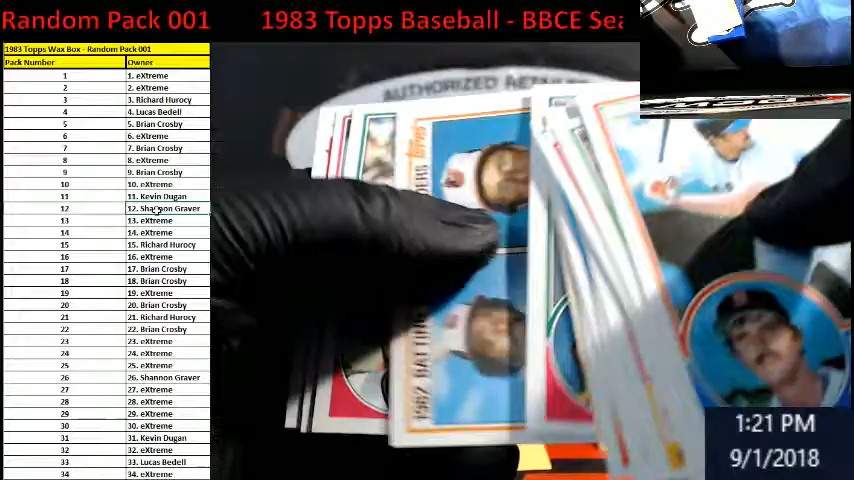 Random Pack 001
1983 Topps Baseball - BBCE Sea
1983 Topps Wax Box - Random Pack 001
Pack Number Owner
1 1. eXtreme
2 2. eXtreme
3 3. Richard Hurocy
4 4. Lucas Bedell
5 5. Brian Crosby
6 6. eXtreme
7 7. Brian Crosby
8 8. eXtreme
9 9. Brian Crosby
10 10. eXtreme
11 11. Kevin Dugan
12 12. Shannon Graver
13 13. eXtreme
14 14. eXtreme
15 15. Richard Hurocy
16 16. eXtreme
17 17. Brian Crosby
18 18. Brian Crosby
19 19. eXtreme
20 20. Brian Crosby
21 21. Richard Hurocy
22 22. Brian Crosby
23 23. eXtreme
24 24. eXtreme
25 25. eXtreme
26 26. Shannon Graver
27 27. eXtreme
28 28. eXtreme
29 29. eXtreme
30 30. eXtreme
31 31. Kevin Dugan
32 32. eXtreme
33 33. Lucas Bedell
34 34. eXtreme
AUTHORIZED RETAILE
1982 BATTING
DERS
1:21 PM
9/1/2018